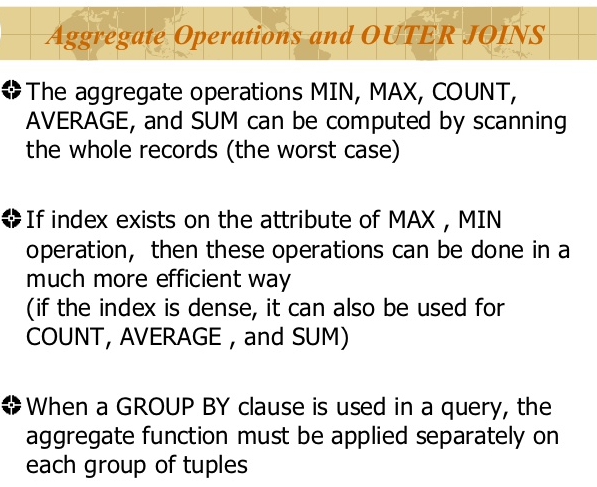 Aggregate Operations and OUTER JOINS
The aggregate operations MIN, MAX, COUNT,
AVERAGE, and SUM can be computed by scanning
the whole records (the worst case)
If index exists on the attribute of MAX , MIN
operation,  then these operations can be done in a
much more efficient way
(if the index is dense, it can also be used for
COUNT, AVERAGE , and SUM)
When a GROUP BY clause is used in a query, the
aggregate function must be applied separately on
each group of tuples